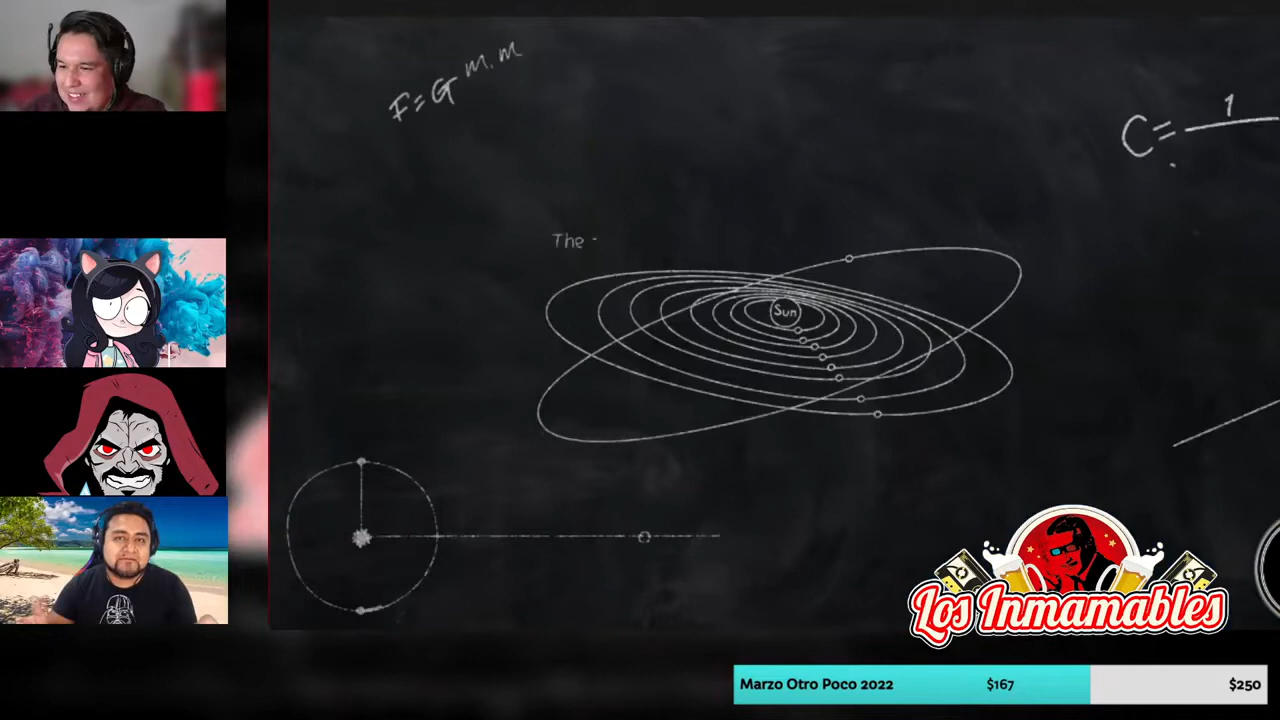 F=G m.m
C= 1
The -
Sun
Los Inmamables
Marzo Otro Poco 2022 $167 $250